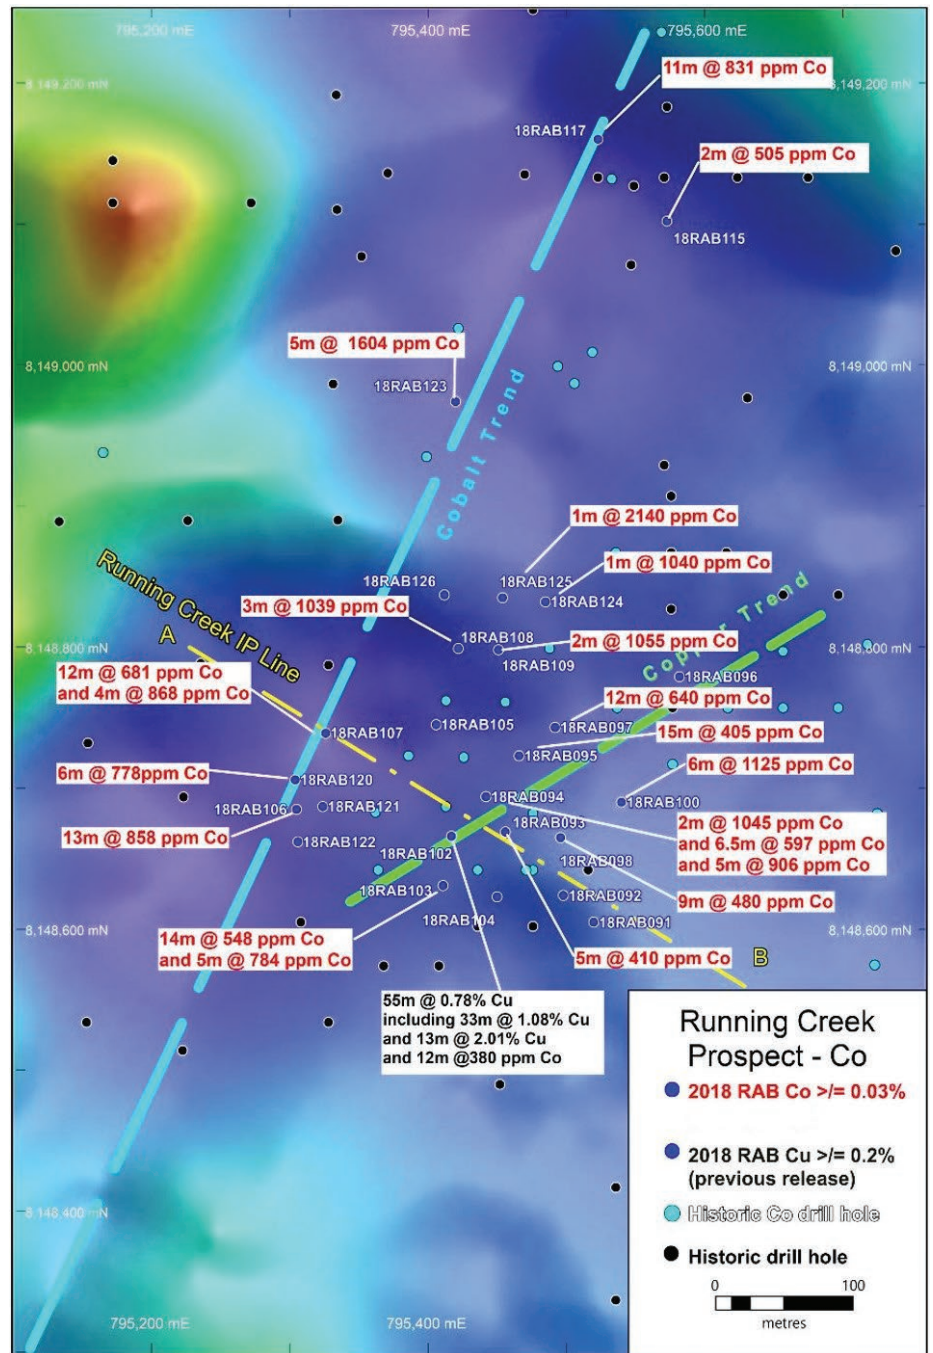 795,200 mE
795,400 mE
795,600 mE
8,149,200 mN
11m @ 831 ppm Co
18RAB117
2m @ 505 ppm Co
18RAB115
5m @ 1604 ppm Co
8,149,000 mN
8,149,000 mN
18RAB123
Cobalt Trend
1m @ 2140 ppm Co
1m @ 1040 ppm Co
18RAB126
18RAB125
18RAB124
Running Creek IP Line
A
3m @ 1039 ppm Co
Copper Trend
18RAB108
2m @ 1055 ppm Co
8,148,800 mN
8,148,800 mN
18RAB109
12m @ 681 ppm Co
and 4m @ 868 ppm Co
18RAB096
12m @ 640 ppm Co
18RAB105
18RAB097
18RAB107
15m @ 405 ppm Co
18RAB095
6m @ 778ppm Co
18RAB120
6m @ 1125 ppm Co
18RAB094
18RAB100
18RAB106
18RAB121
18RAB093
2m @ 1045 ppm Co
and 6.5m @ 597 ppm Co
and 5m @ 906 ppm Co
13m @ 858 ppm Co
18RAB122
18RAB102
18RAB098
18RAB103
18RAB092
9m @ 480 ppm Co
18RAB104
18RAB091
8,148,600 mN
8,148,600 mN
14m @ 548 ppm Co
and 5m @ 784 ppm Co
5m @ 410 ppm Co
B
55m @ 0.78% Cu
including 33m @ 1.08% Cu
and 13m @ 2.01% Cu
and 12m @380 ppm Co
Running Creek
Prospect - Co
2018 RAB Co >/= 0.03%
2018 RAB Cu >/= 0.2%
(previous release)
Historic Co drill hole
Historic drill hole
0 100
metres
8,148,400 mN
795,200 mE
795,400 mE